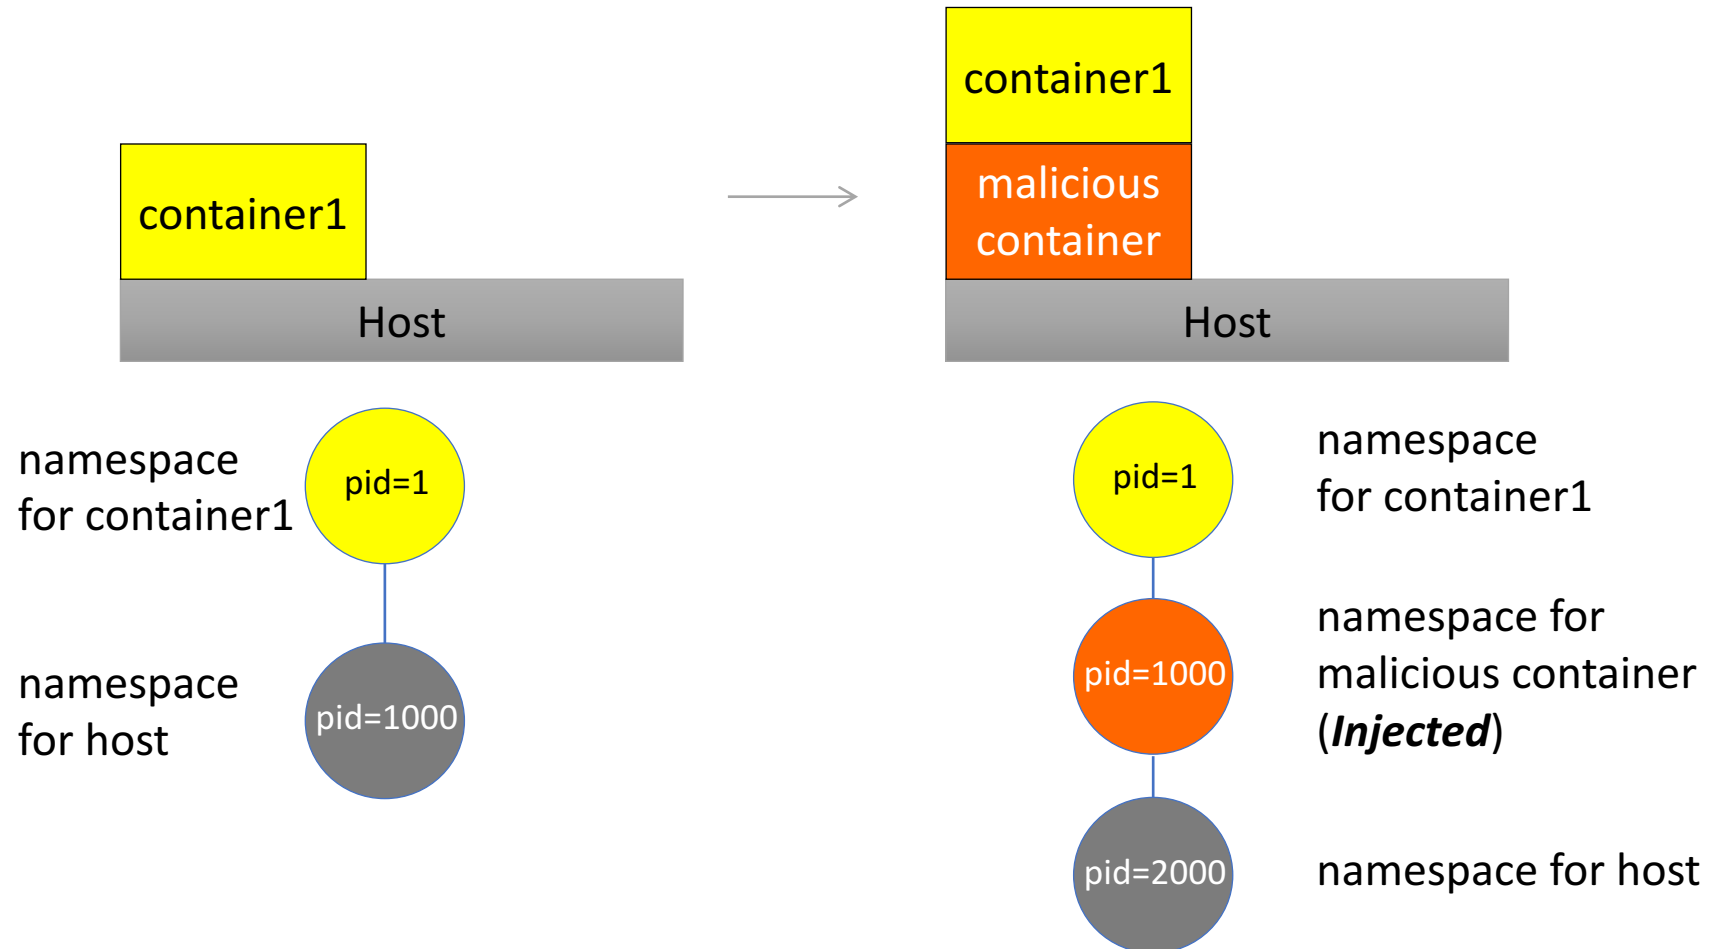 container1
Host
namespace
for container1
pid=1
namespace
for host
pid=1000
container1
malicious
container
Host
pid=1
namespace
for container1
pid=1000
namespace for
malicious container
(Injected)
pid=2000
namespace for host